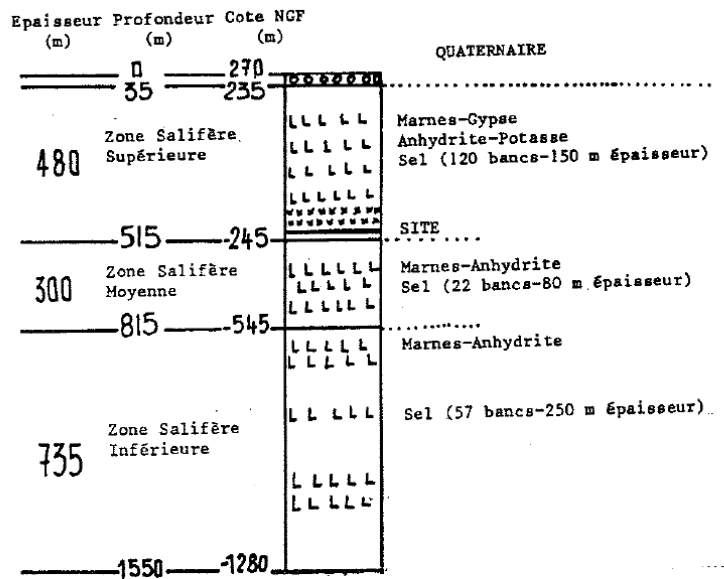 Epaisseur Profondeur Cote NGF
(m) (m) (m)
QUATERNAIRE
0 270
35 235
Marnes-Gypse
Anhydrite-Potasse
Sel (120 bancs-150 m épaisseur)
480
Zone Salifère
Supérieure
SITE
515 -245
300
Zone Salifère
Moyenne
Marnes-Anhydrite
Sel (22 bancs-80 m épaisseur)
815 -545
Marnes-Anhydrite
Sel (57 bancs-250 m épaisseur)
735
Zone Salifère
Inférieure
1550 -1280